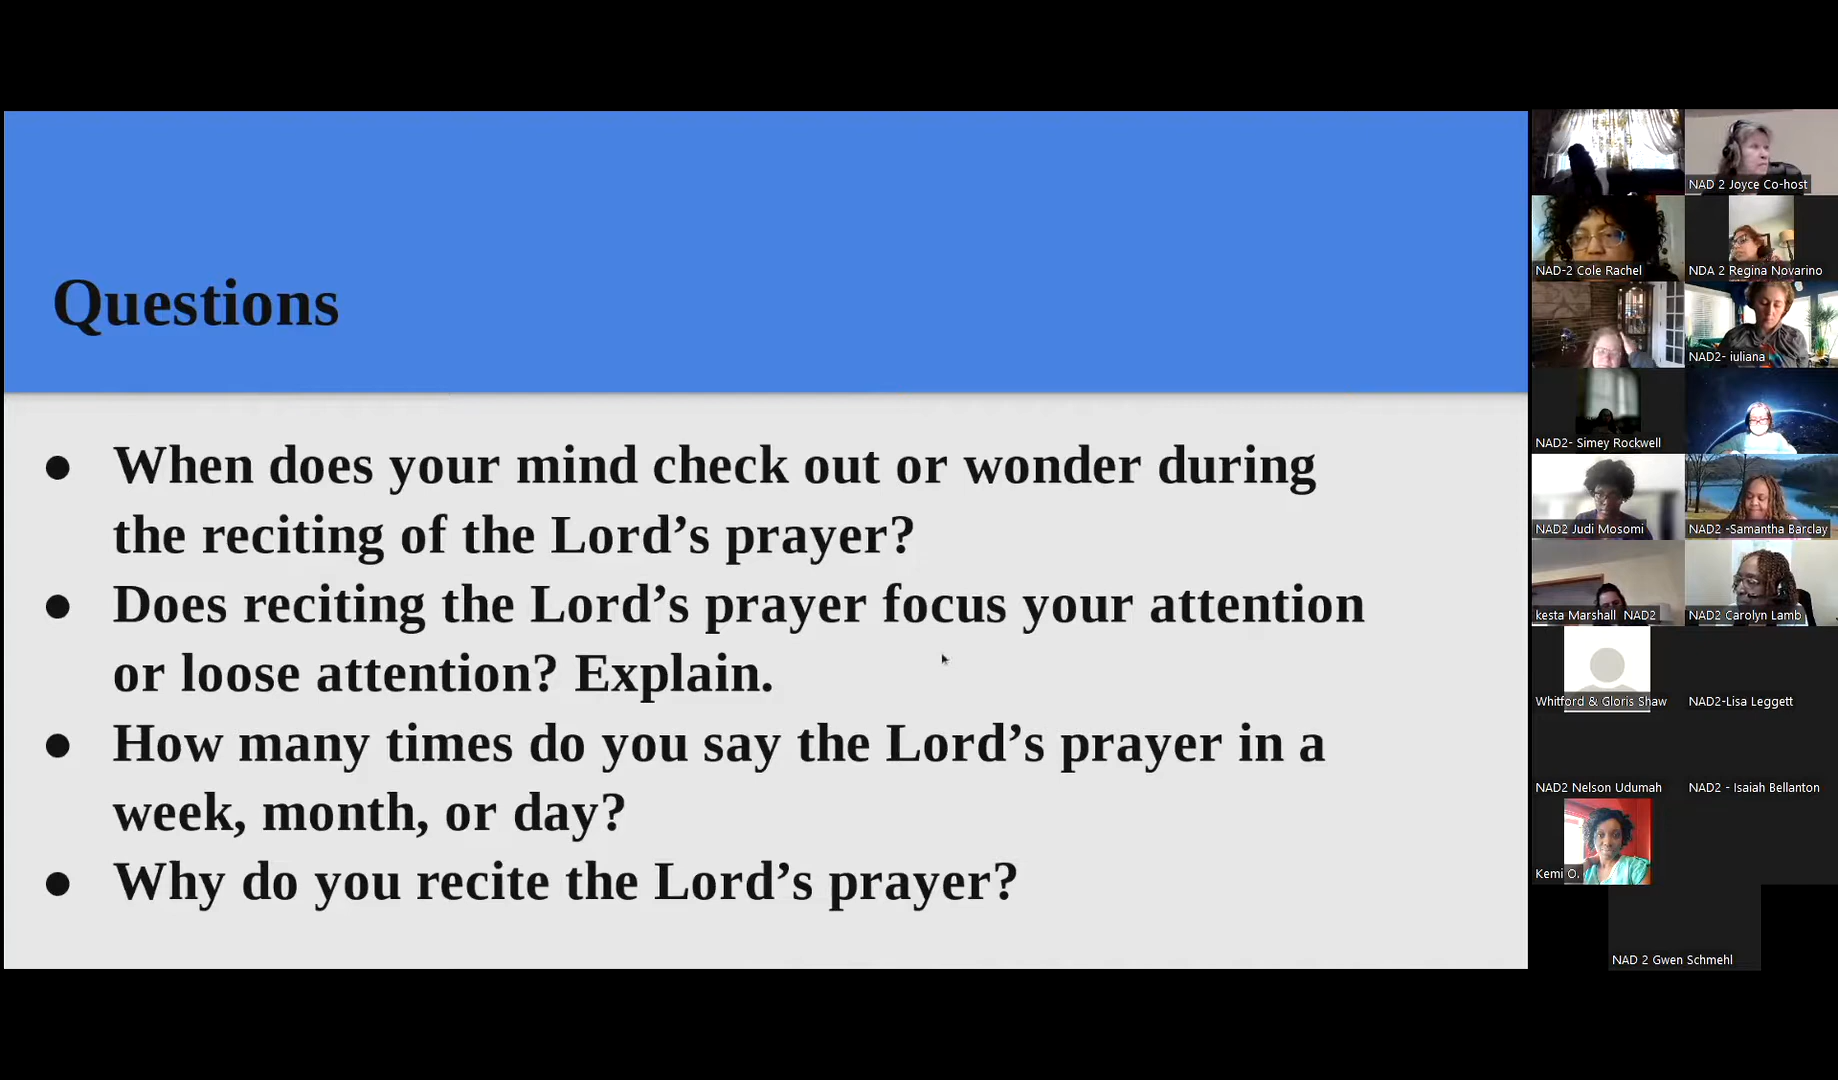 Questions
● When does your mind check out or wonder during
the reciting of the Lord’s prayer?
● Does reciting the Lord’s prayer focus your attention
or loose attention? Explain.
● How many times do you say the Lord’s prayer in a
week, month, or day?
● Why do you recite the Lord’s prayer?
NAD 2 Joyce Co-host
NAD-2 Cole Rachel
NDA 2 Regina Novarino
NAD2- iuliana
NAD2- Simey Rockwell
NAD2 Judi Mosomi
NAD2 -Samantha Barclay
kesta Marshall NAD2
NAD2 Carolyn Lamb
Whitford & Gloris Shaw
NAD2-Lisa Leggett
NAD2 Nelson Udumah
NAD2 - Isaiah Bellanton
Kemi O.
NAD 2 Gwen Schmehl